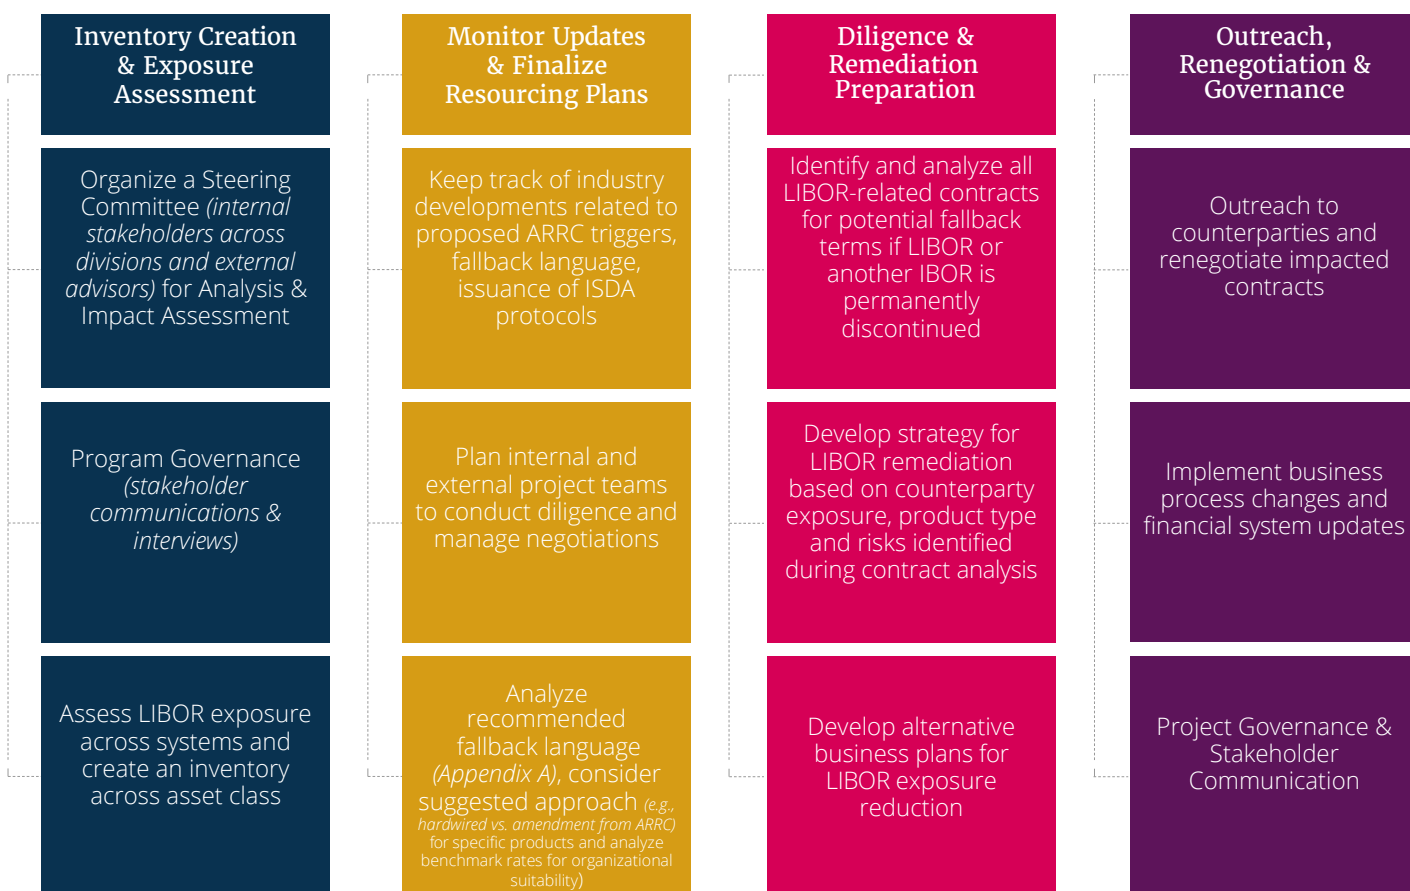 Inventory Creation
& Exposure
Assessment
Organize a Steering
Committee (internal
stakeholders across
divisions and external
advisors) for Analysis &
Impact Assessment
Program Governance
(stakeholder
communications &
interviews)
Assess LIBOR exposure
across systems and
create an inventory
across asset class
Monitor Updates
& Finalize
Resourcing Plans
Keep track of industry
developments related to
proposed ARRC triggers,
fallback language,
issuance of ISDA
protocols
Plan internal and
external project teams
to conduct diligence and
manage negotiations
Analyze
recommended
fallback language
(Appendix A), consider
suggested approach (e.g.,
hardwired vs. amendment from ARRC)
for specific products and analyze
benchmark rates for organizational
suitability)
Diligence &
Remediation
Preparation
Identify and analyze all
LIBOR-related contracts
for potential fallback
terms if LIBOR or
another IBOR is
permanently
discontinued
Develop strategy for
LIBOR remediation
based on counterparty
exposure, product type
and risks identified
during contract analysis
Develop alternative
business plans for
LIBOR exposure
reduction
Outreach,
Renegotiation &
Governance
Outreach to
counterparties and
renegotiate impacted
contracts
Implement business
process changes and
financial system updates
Project Governance &
Stakeholder
Communication